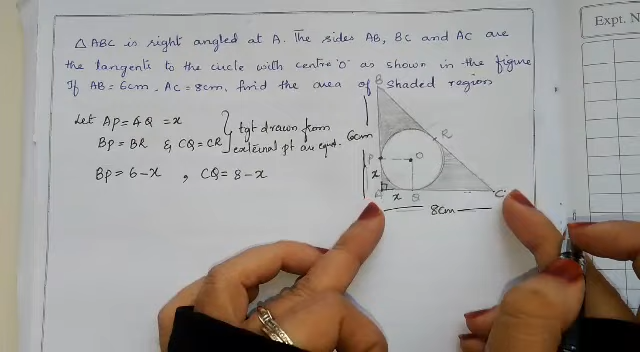 △ ABC is right angled at A. The sides AB, BC and AC are
the tangents to the circle with centre 'O' as shown in the figure
If AB = 6cm, AC = 8cm, find the area of shaded region
Let AP = AQ = x
BP = BR & CQ = CR } tgt drawn from
external pt are equal.
BP = 6-x , CQ = 8-x
B
6cm
R
P
O
x
A
x
Q
C
8cm
Expt. N